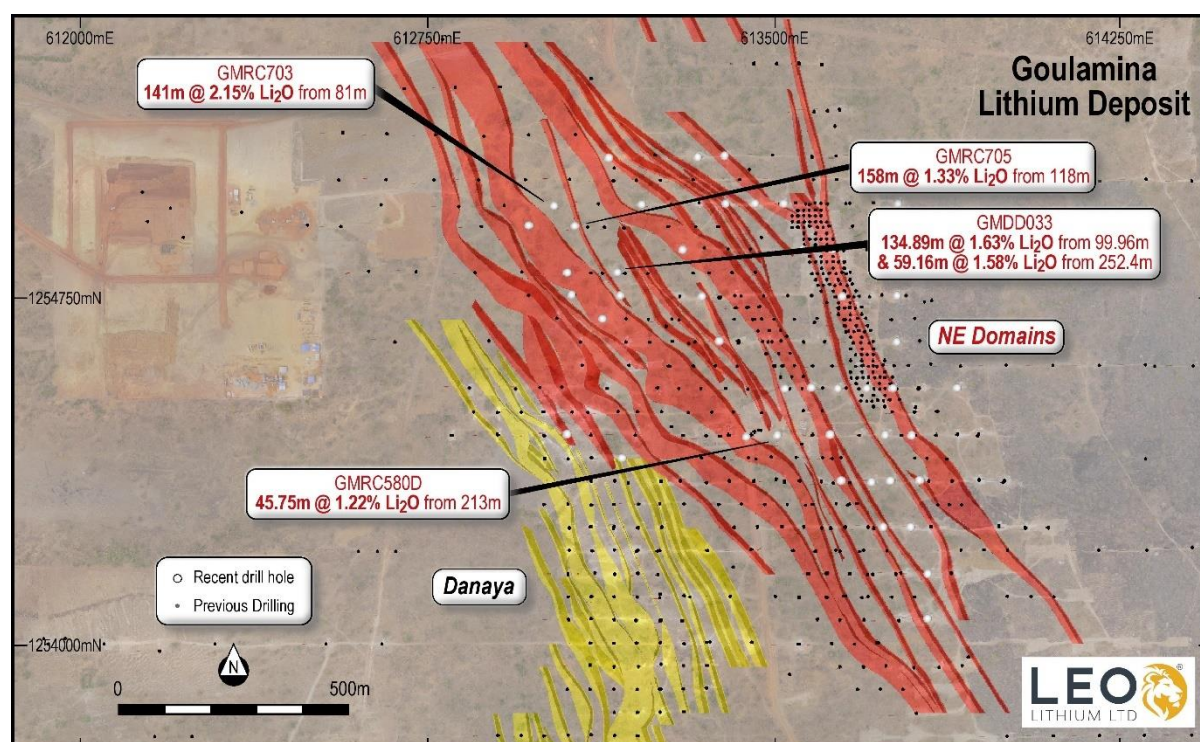 612000mE
612750mE
613500mE
614250mE
Goulamina
Lithium Deposit
GMRC703
141m @ 2.15% Li₂O from 81m
GMRC705
158m @ 1.33% Li₂O from 118m
GMDD033
134.89m @ 1.63% Li₂O from 99.96m
& 59.16m @ 1.58% Li₂O from 252.4m
1254750mN
NE Domains
GMRC580D
45.75m @ 1.22% Li₂O from 213m
Danaya
Recent drill hole
Previous Drilling
1254000mN
N
0
500m
LEO
LITHIUM LTD
®